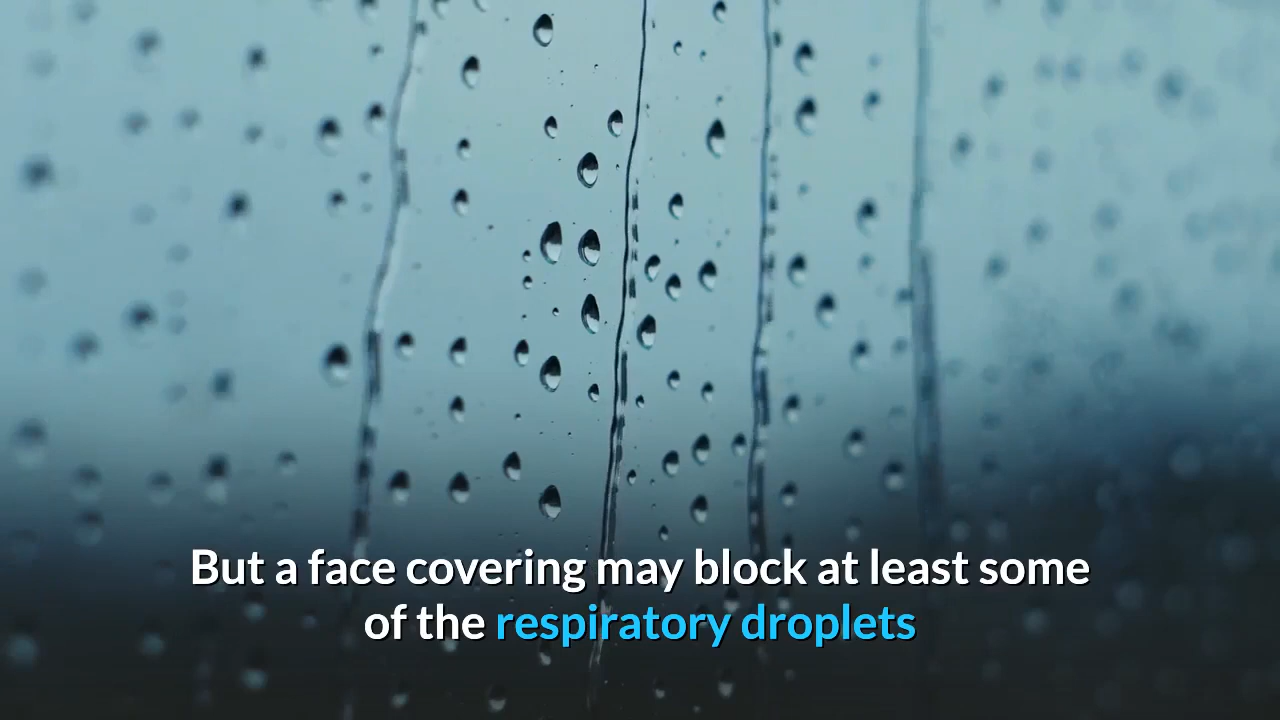 But a face covering may block at least some
of the respiratory droplets